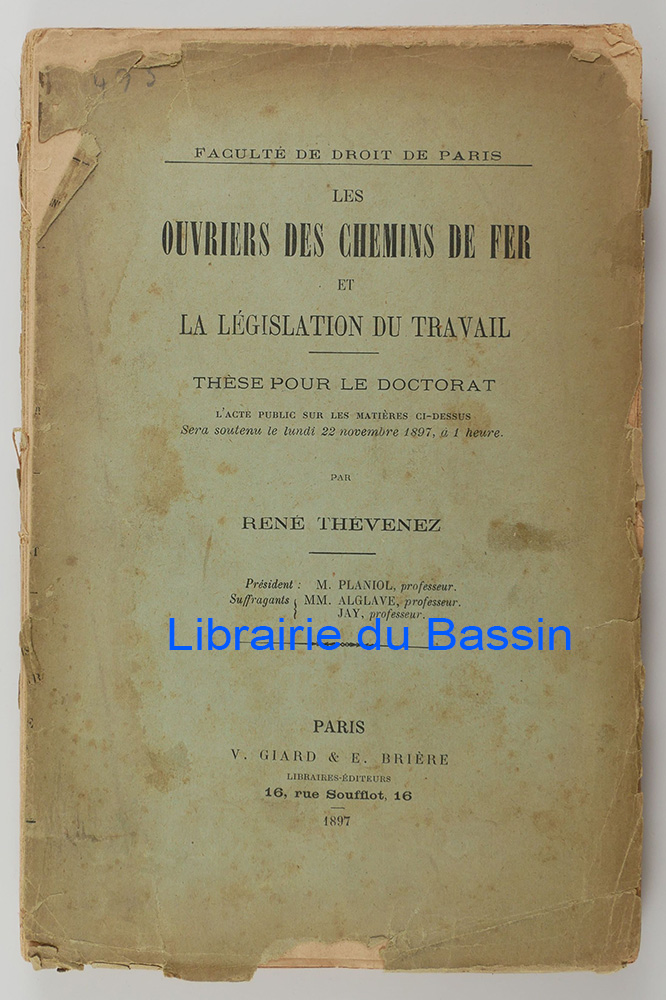 475
FACULTÉ DE DROIT DE PARIS
LES
OUVRIERS DES CHEMINS DE FER
ET
LA LÉGISLATION DU TRAVAIL
THÈSE POUR LE DOCTORAT
L'ACTE PUBLIC SUR LES MATIÈRES CI-DESSUS
Sera soutenu le lundi 22 novembre 1897, à 1 heure.
PAR
RENÉ THÉVENEZ
Président : M. PLANIOL, professeur.
Suffragants { MM. ALGLAVE, professeur.
JAY, professeur.
Librairie du Bassin
PARIS
V. GIARD & E. BRIÈRE
LIBRAIRES-ÉDITEURS
16, rue Soufflot, 16
1897